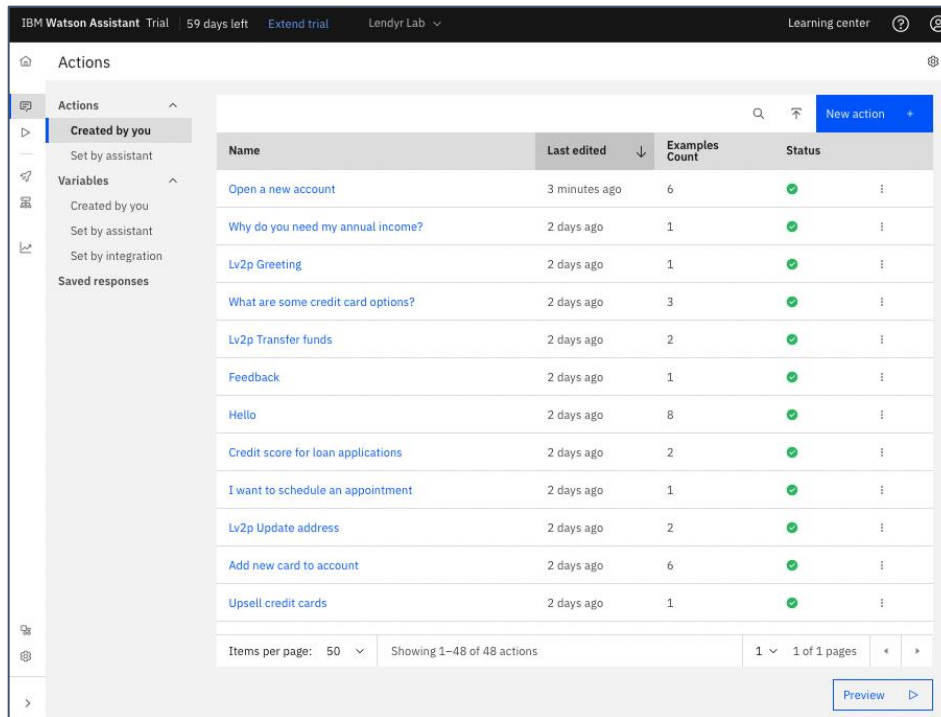 IBM Watson Assistant Trial 59 days left Extend trial Lendyr Lab Learning center
Actions
Actions
Created by you
Set by assistant
Variables
Created by you
Set by assistant
Set by integration
Saved responses
New action +
Name Last edited Examples Count Status
Open a new account 3 minutes ago 6
Why do you need my annual income? 2 days ago 1
Lv2p Greeting 2 days ago 1
What are some credit card options? 2 days ago 3
Lv2p Transfer funds 2 days ago 2
Feedback 2 days ago 1
Hello 2 days ago 8
Credit score for loan applications 2 days ago 2
I want to schedule an appointment 2 days ago 1
Lv2p Update address 2 days ago 2
Add new card to account 2 days ago 6
Upsell credit cards 2 days ago 1
Items per page: 50 Showing 1–48 of 48 actions 1 1 of 1 pages
Preview